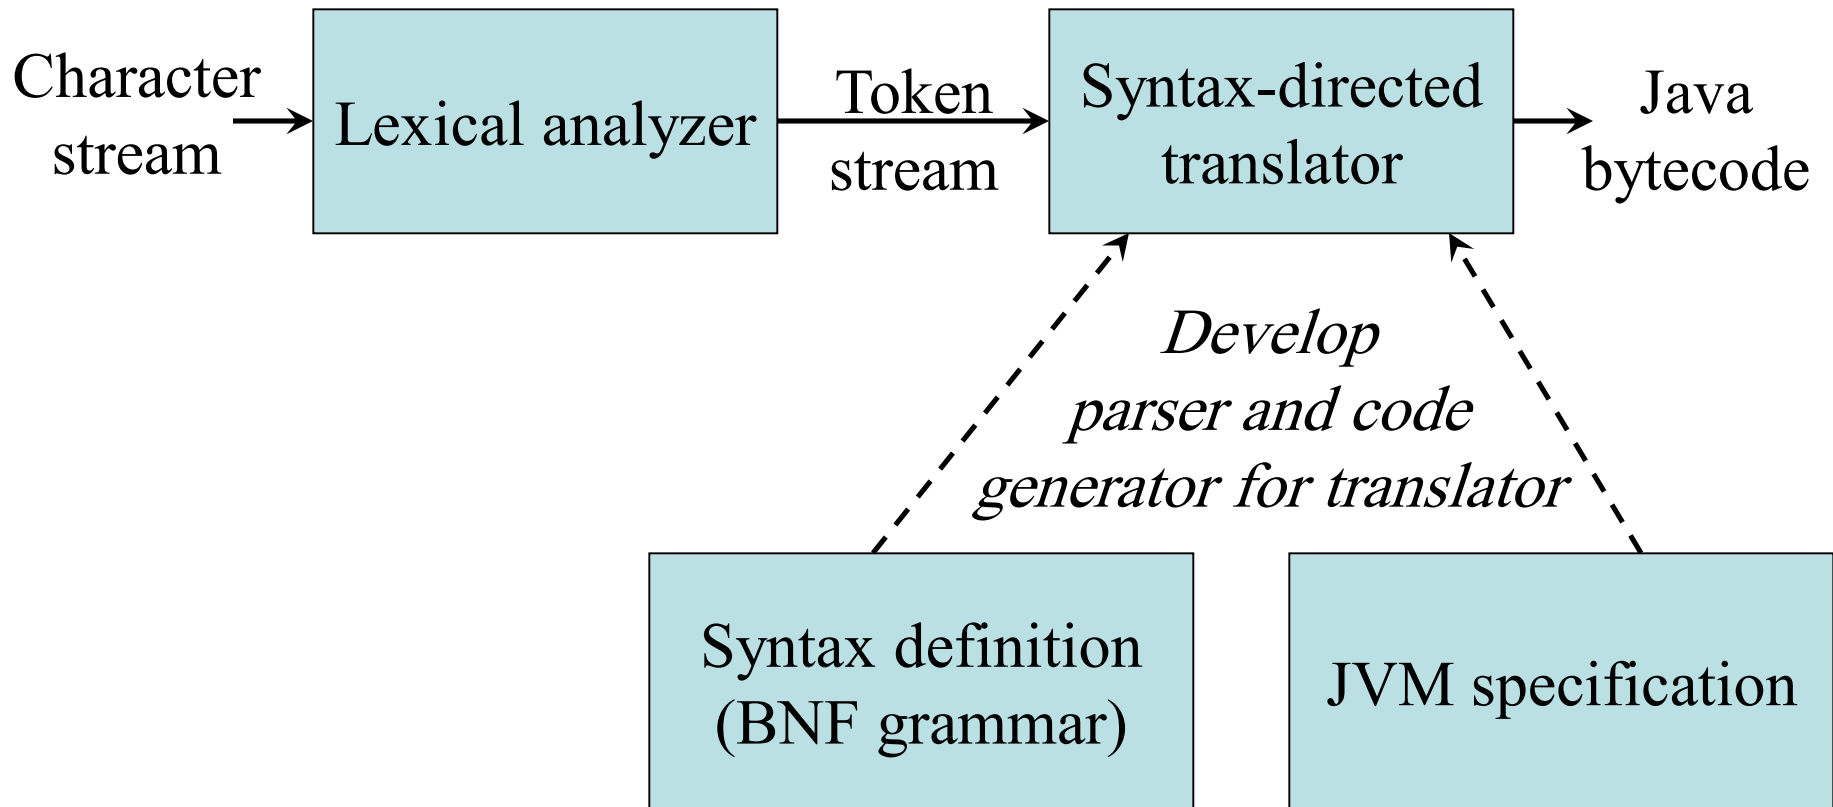 Character
stream
Lexical analyzer
Token
stream
Syntax-directed
translator
Java
bytecode
Develop
parser and code
generator for translator
Syntax definition
(BNF grammar)
JVM specification